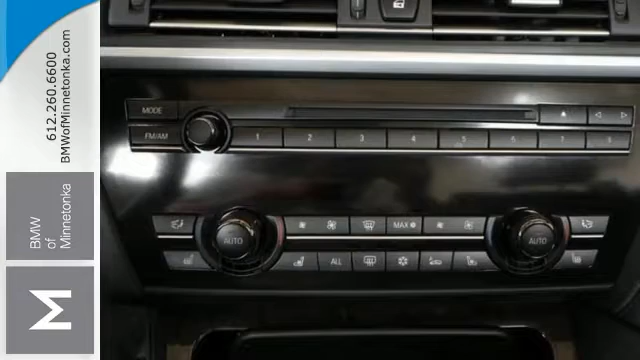 612.260.6600
BMWofMinnetonka.com
BMW
of
Minnetonka
M
MODE
FM/AM 1 2 3 4 5 6 7 8
MAX
AUTO AUTO
ALL